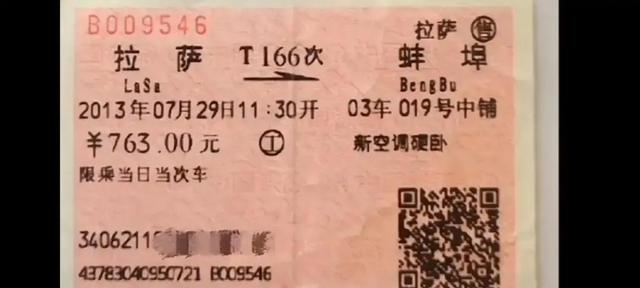 B009546 拉萨 售
拉萨 T166次 蚌埠
LaSa BengBu
2013年07月29日11:30开 03车019号中铺
￥763.00元 工 新空调硬卧
限乘当日当次车
3406211
43783040950721 B009546